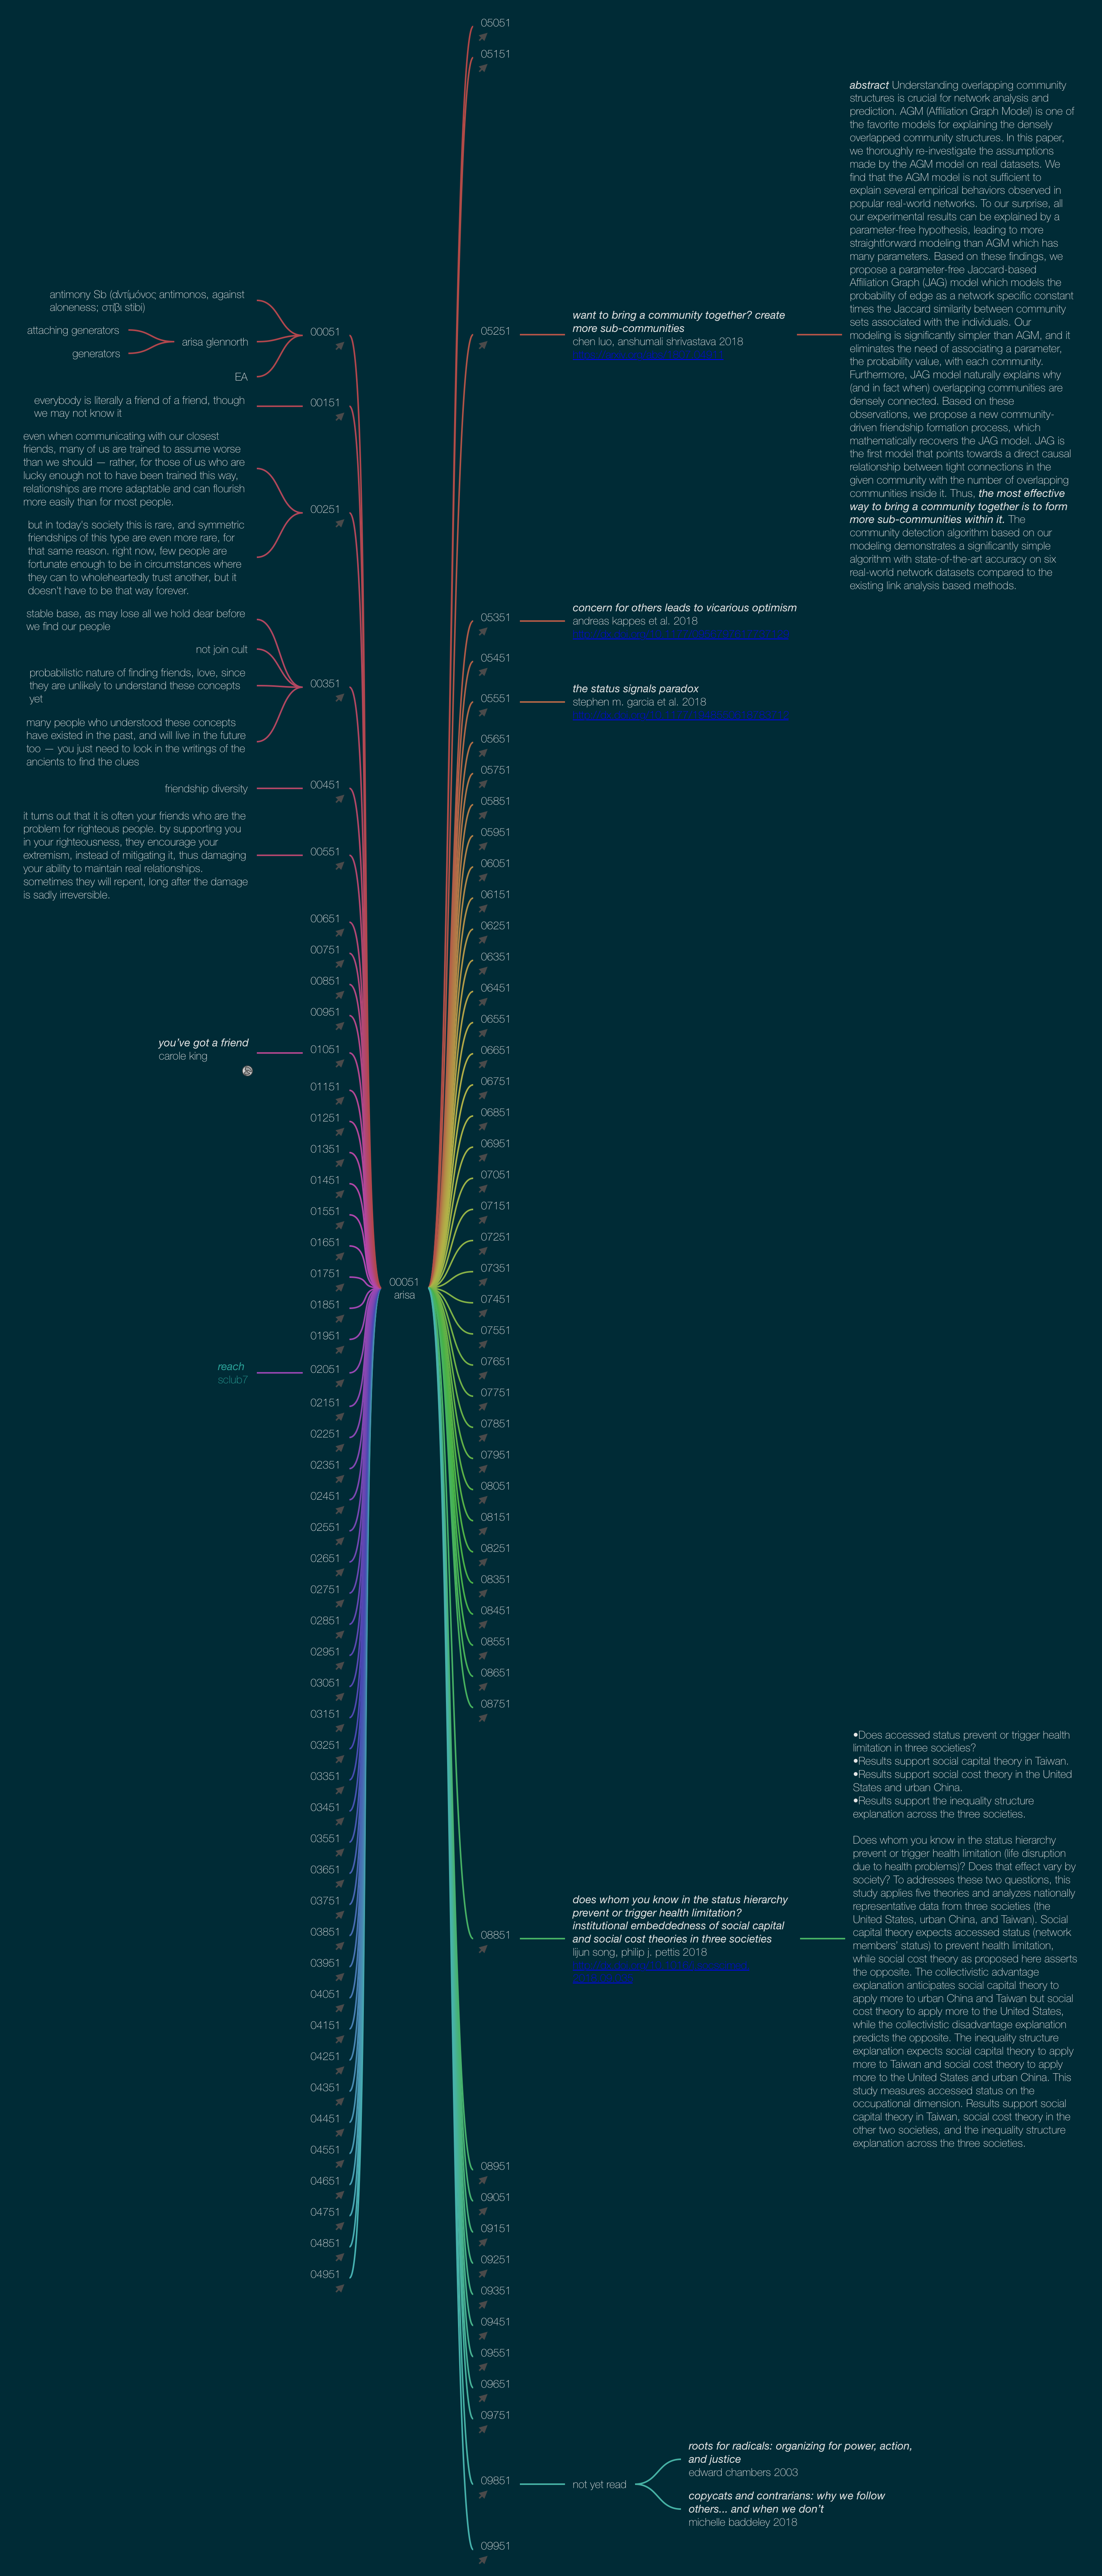 antimony Sb (ἀντίμόνος antimonos, against
aloneness; στίβι stibi)
attaching generators
generators
arisa glennorth
EA
00051
everybody is literally a friend of a friend, though
we may not know it
00151
even when communicating with our closest
friends, many of us are trained to assume worse
than we should — rather, for those of us who are
lucky enough not to have been trained this way,
relationships are more adaptable and can flourish
more easily than for most people.
but in today's society this is rare, and symmetric
friendships of this type are even more rare, for
that same reason. right now, few people are
fortunate enough to be in circumstances where
they can to wholeheartedly trust another, but it
doesn't have to be that way forever.
00251
stable base, as may lose all we hold dear before
we find our people
not join cult
probabilistic nature of finding friends, love, since
they are unlikely to understand these concepts
yet
many people who understood these concepts
have existed in the past, and will live in the future
too — you just need to look in the writings of the
ancients to find the clues
00351
friendship diversity
00451
it turns out that it is often your friends who are the
problem for righteous people. by supporting you
in your righteousness, they encourage your
extremism, instead of mitigating it, thus damaging
your ability to maintain real relationships.
sometimes they will repent, long after the damage
is sadly irreversible.
00551
00651
00751
00851
00951
you've got a friend
carole king
01051
01151
01251
01351
01451
01551
01651
01751
01851
01951
reach
sclub7
02051
02151
02251
02351
02451
02551
02651
02751
02851
02951
03051
03151
03251
03351
03451
03551
03651
03751
03851
03951
04051
04151
04251
04351
04451
04551
04651
04751
04851
04951
00051
arisa
05051
05151
05251
want to bring a community together? create
more sub-communities
chen luo, anshumali shrivastava 2018
abstract Understanding overlapping community
structures is crucial for network analysis and
prediction. AGM (Affiliation Graph Model) is one of
the favorite models for explaining the densely
overlapped community structures. In this paper,
we thoroughly re-investigate the assumptions
made by the AGM model on real datasets. We
find that the AGM model is not sufficient to
explain several empirical behaviors observed in
popular real-world networks. To our surprise, all
our experimental results can be explained by a
parameter-free hypothesis, leading to more
straightforward modeling than AGM which has
many parameters. Based on these findings, we
propose a parameter-free Jaccard-based
Affiliation Graph (JAG) model which models the
probability of edge as a network specific constant
times the Jaccard similarity between community
sets associated with the individuals. Our
modeling is significantly simpler than AGM, and it
eliminates the need of associating a parameter,
the probability value, with each community.
Furthermore, JAG model naturally explains why
(and in fact when) overlapping communities are
densely connected. Based on these
observations, we propose a new community-
driven friendship formation process, which
mathematically recovers the JAG model. JAG is
the first model that points towards a direct causal
relationship between tight connections in the
given community with the number of overlapping
communities inside it. Thus, the most effective
way to bring a community together is to form
more sub-communities within it. The
community detection algorithm based on our
modeling demonstrates a significantly simple
algorithm with state-of-the-art accuracy on six
real-world network datasets compared to the
existing link analysis based methods.
05351
concern for others leads to vicarious optimism
andreas kappes et al. 2018
05451
05551
the status signals paradox
stephen m. garcia et al. 2018
05651
05751
05851
05951
06051
06151
06251
06351
06451
06551
06651
06751
06851
06951
07051
07151
07251
07351
07451
07551
07651
07751
07851
07951
08051
08151
08251
08351
08451
08551
08651
08751
08851
does whom you know in the status hierarchy
prevent or trigger health limitation?
institutional embeddedness of social capital
and social cost theories in three societies
lijun song, philip j. pettis 2018
•Does accessed status prevent or trigger health
limitation in three societies?
•Results support social capital theory in Taiwan.
•Results support social cost theory in the United
States and urban China.
•Results support the inequality structure
explanation across the three societies.
Does whom you know in the status hierarchy
prevent or trigger health limitation (life disruption
due to health problems)? Does that effect vary by
society? To addresses these two questions, this
study applies five theories and analyzes nationally
representative data from three societies (the
United States, urban China, and Taiwan). Social
capital theory expects accessed status (network
members' status) to prevent health limitation,
while social cost theory as proposed here asserts
the opposite. The collectivistic advantage
explanation anticipates social capital theory to
apply more to urban China and Taiwan but social
cost theory to apply more to the United States,
while the collectivistic disadvantage explanation
predicts the opposite. The inequality structure
explanation expects social capital theory to apply
more to Taiwan and social cost theory to apply
more to the United States and urban China. This
study measures accessed status on the
occupational dimension. Results support social
capital theory in Taiwan, social cost theory in the
other two societies, and the inequality structure
explanation across the three societies.
08951
09051
09151
09251
09351
09451
09551
09651
09751
09851
not yet read
roots for radicals: organizing for power, action,
and justice
edward chambers 2003
copycats and contrarians: why we follow
others... and when we don't
michelle baddeley 2018
09951